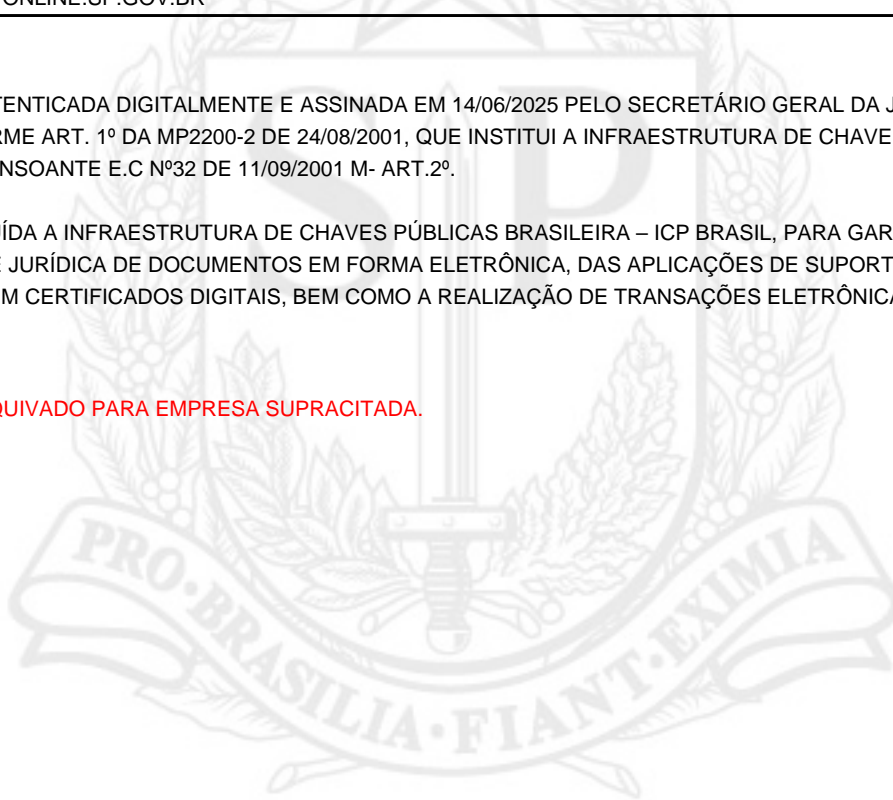 ONLINE.SP.GOV.BR
TENTICADA DIGITALMENTE E ASSINADA EM 14/06/2025 PELO SECRETÁRIO GERAL DA J
RME ART. 1º DA MP2200-2 DE 24/08/2001, QUE INSTITUI A INFRAESTRUTURA DE CHAVE
NSOANTE E.C Nº32 DE 11/09/2001 M- ART.2º.
ÍDA A INFRAESTRUTURA DE CHAVES PÚBLICAS BRASILEIRA – ICP BRASIL, PARA GAR
E JURÍDICA DE DOCUMENTOS EM FORMA ELETRÔNICA, DAS APLICAÇÕES DE SUPORT
M CERTIFICADOS DIGITAIS, BEM COMO A REALIZAÇÃO DE TRANSAÇÕES ELETRÔNICA
QUIVADO PARA EMPRESA SUPRACITADA.
SP
PRO·BRASILIA·FIANT·EXIMIA